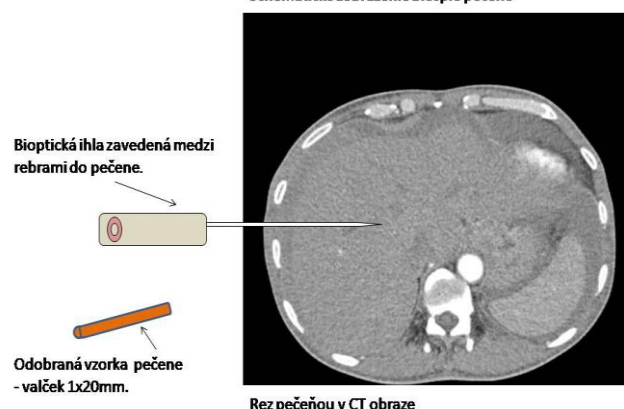 Bioptická ihla zavedená medzi
rebrami do pečene.
Odobraná vzorka pečene
- valček 1x20mm.
Rez pečeňou v CT obraze